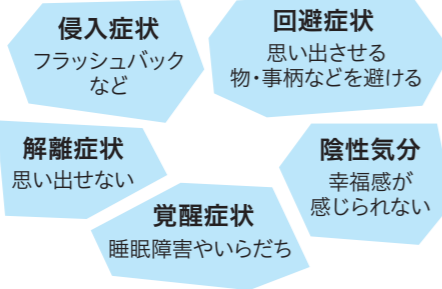 侵入症状
フラッシュバック
など
回避症状
思い出させる
物・事柄などを避ける
解離症状
思い出せない
陰性気分
幸福感が
感じられない
覚醒症状
睡眠障害やいらだち